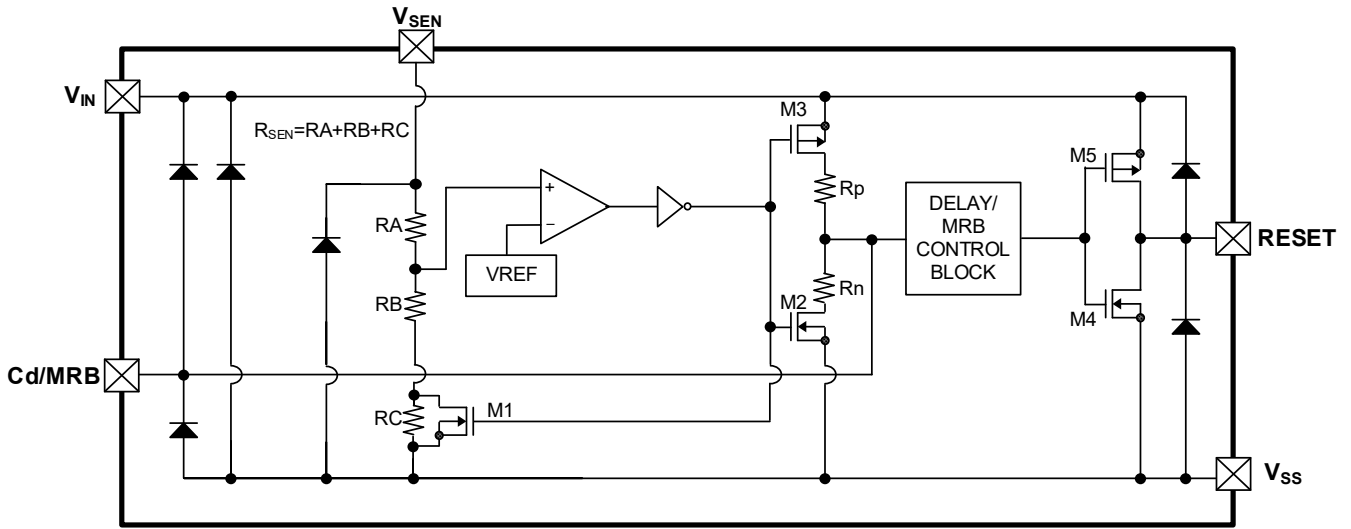 VSEN
VIN
M3
RSEN=RA+RB+RC
M5
+
Rp
RA
DELAY/
MRB
CONTROL
BLOCK
−
RESET
VREF
Rn
RB
M2
M4
Cd/MRB
RC
M1
VSS